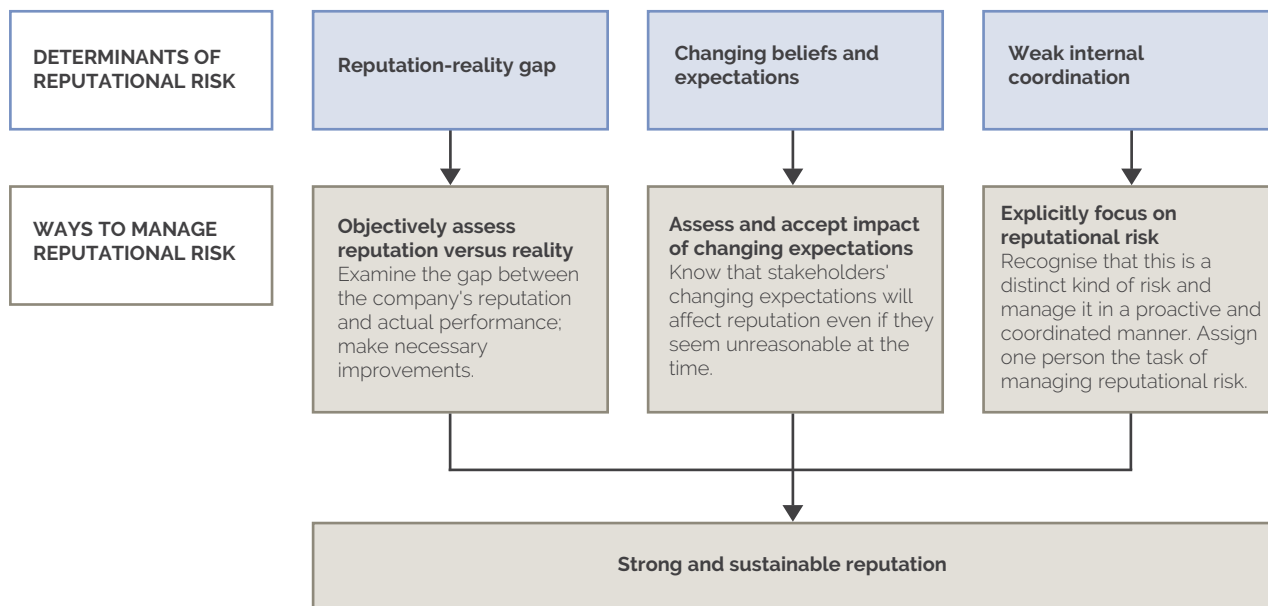 DETERMINANTS OF
REPUTATIONAL RISK
Reputation-reality gap
Changing beliefs and
expectations
Weak internal
coordination
WAYS TO MANAGE
REPUTATIONAL RISK
Objectively assess
reputation versus reality
Examine the gap between
the company's reputation
and actual performance;
make necessary
improvements.
Assess and accept impact
of changing expectations
Know that stakeholders'
changing expectations will
affect reputation even if they
seem unreasonable at the
time.
Explicitly focus on
reputational risk
Recognise that this is a
distinct kind of risk and
manage it in a proactive and
coordinated manner. Assign
one person the task of
managing reputational risk.
Strong and sustainable reputation